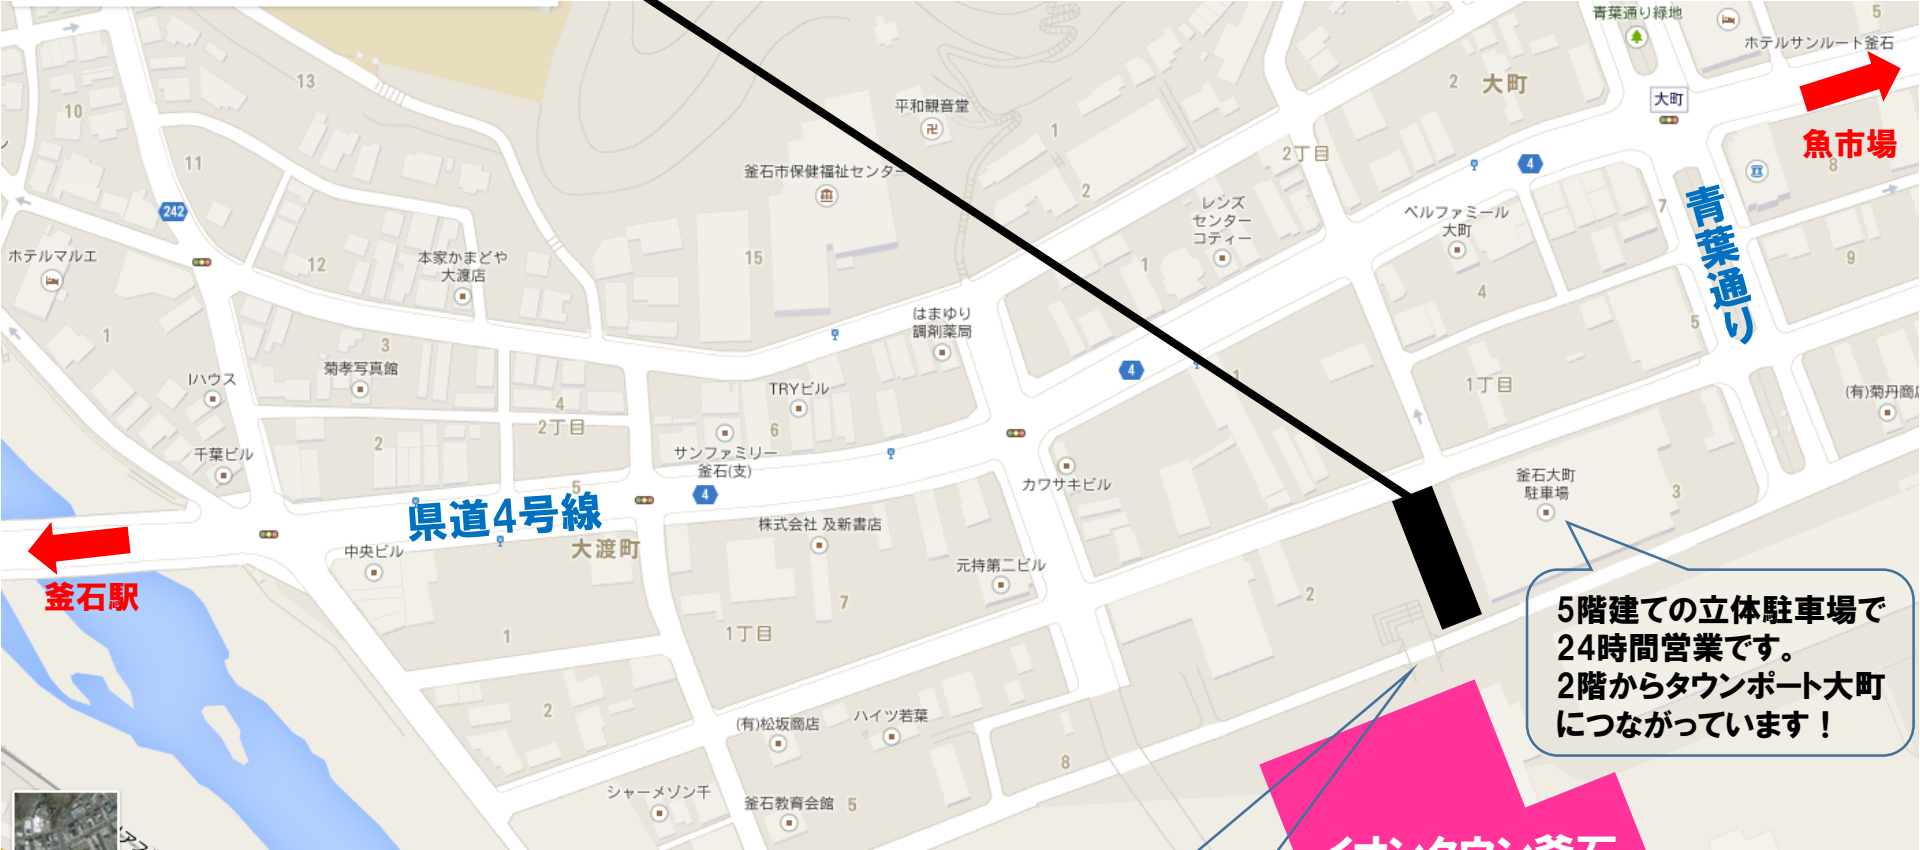 青葉通り緑地
5
ホテルサンルート釜石
13
2
大町
10
大町
平和観音堂
1
魚市場
11
2丁目
4
8
釜石市保健福祉センター
2
242
レンズ
センター
コティー
7
青葉通り
ベルファミール
大町
ホテルマルエ
12
本家かまどや
大渡店
15
1
9
4
はまゆり
調剤薬局
5
1
3
Iハウス
菊孝写真館
4
1
1丁目
TRYビル
(有)菊丹商店
4
2丁目
6
2
千葉ビル
サンファミリー
釜石(支)
カワサキビル
釜石大町
駐車場
3
5
4
県道4号線
株式会社 及新書店
中央ビル
大渡町
元持第二ビル
釜石駅
7
2
5階建ての立体駐車場で
24時間営業です。
2階からタウンポート大町
につながっています！
1
1丁目
2
(有)松坂商店
ハイツ若葉
8
シャーメゾン千
釜石教育会館
5
イオンタウン釜石